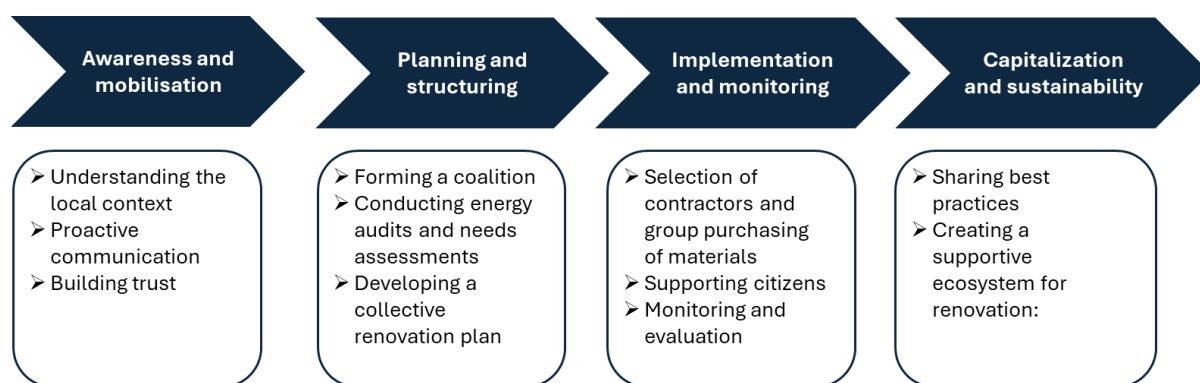 Awareness and
mobilisation
Planning and
structuring
Implementation
and monitoring
Capitalization
and sustainability
➢ Understanding the
local context
➢ Proactive
communication
➢ Building trust
➢ Forming a coalition
➢ Conducting energy
audits and needs
assessments
➢ Developing a
collective
renovation plan
➢ Selection of
contractors and
group purchasing
of materials
➢ Supporting citizens
➢ Monitoring and
evaluation
➢ Sharing best
practices
➢ Creating a
supportive
ecosystem for
renovation: